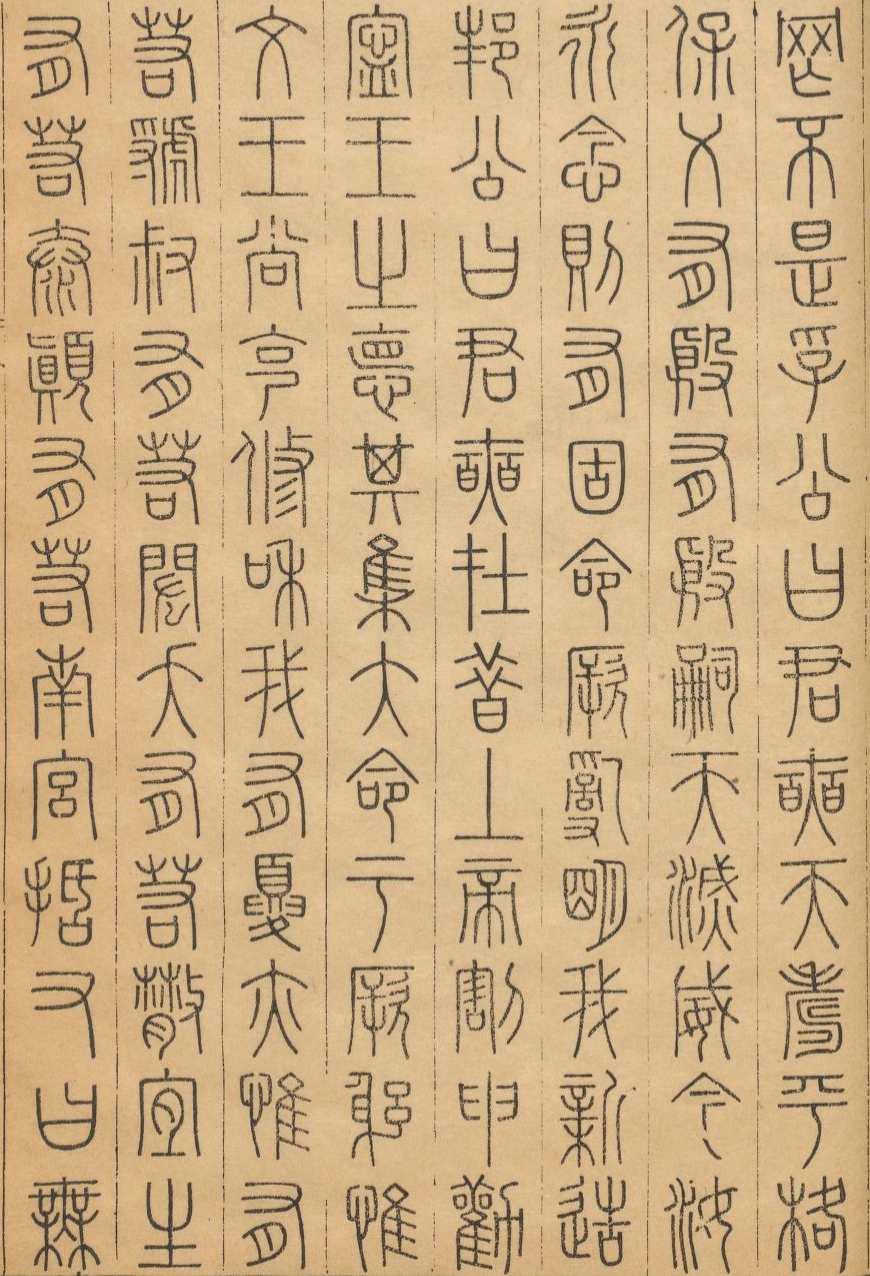 罔不是孚公曰君奭天壽平格
保乂有殷有殷嗣天滅威今汝
永念則有固命厥亂明我新造
邦公曰君奭在昔上帝割申勸
寧王之德其集大命于厥躬惟
文王尚克修和我有夏亦惟有
若虢叔有若閎夭有若散宜生
有若泰顛有若南宮括又曰無